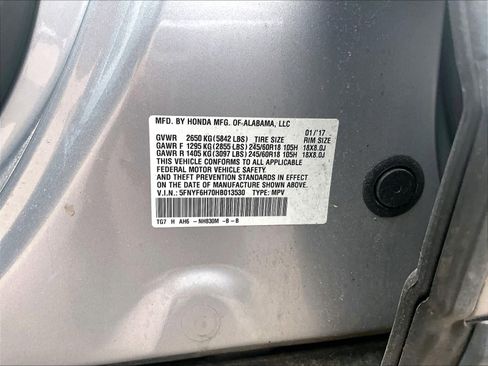 MFD. BY HONDA MFG. OF-ALABAMA, LLC
01/'17
GVWR 2650 KG(5842 LBS) TIRE SIZE RIM SIZE
GAWR F 1295 KG(2855 LBS) 245/60R18 105H 18X8.0J
GAWR R 1405 KG(3097 LBS) 245/60R18 105H 18X8.0J
THIS VEHICLE CONFORMS TO ALL APPLICABLE
FEDERAL MOTOR VEHICLE SAFETY
AND THEFT PREVENTION STANDARDS IN EFFECT
ON THE DATE OF MANUFACTURE SHOWN ABOVE.
V.I.N.: 5FNYF6H70HB013530 TYPE: MPV
TG7 H AH6 -NH830M -B -B